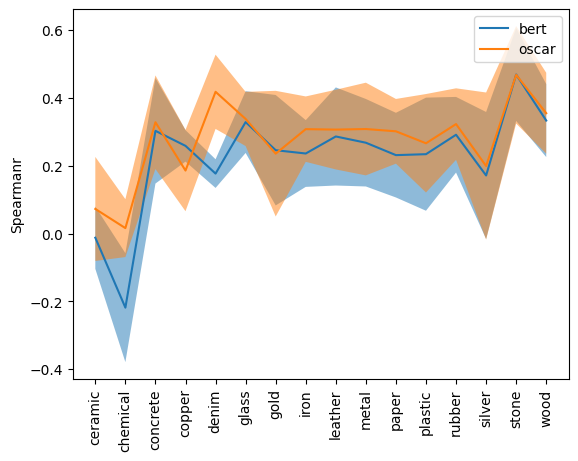 bert
oscar
Spearmanr
0.6
0.4
0.2
0.0
−0.2
−0.4
ceramic
chemical
concrete
copper
denim
glass
gold
iron
leather
metal
paper
plastic
rubber
silver
stone
wood